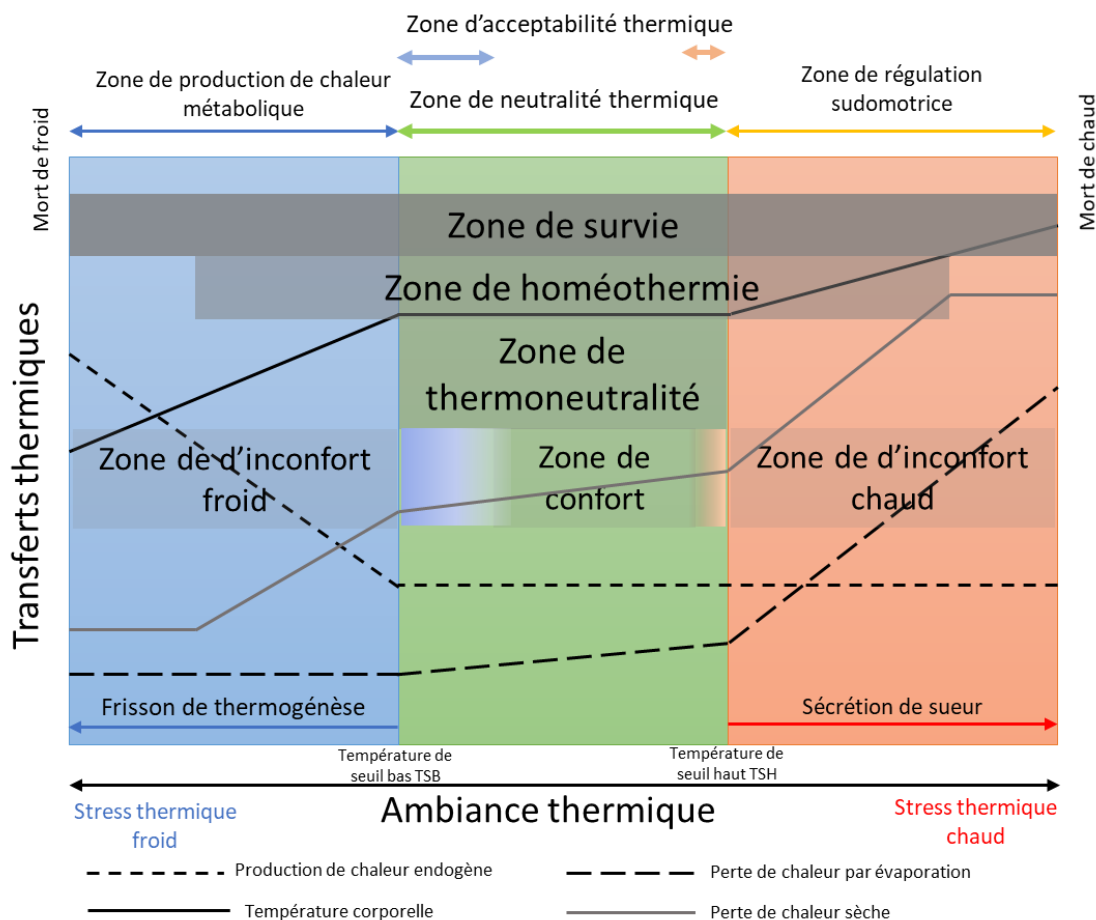 Zone d'acceptabilité thermique
Zone de production de chaleur
métabolique
Zone de neutralité thermique
Zone de régulation
sudomotrice
Mort de froid
Mort de chaud
Zone de survie
Zone de homéothermie
Zone de
thermoneutralité
Zone de d'inconfort
froid
Zone de
confort
Zone de d'inconfort
chaud
Transferts thermiques
Frisson de thermogénèse
Sécrétion de sueur
Température de
seuil bas TSB
Température de
seuil haut TSH
Ambiance thermique
Stress thermique
froid
Stress thermique
chaud
Production de chaleur endogène
Perte de chaleur par évaporation
Température corporelle
Perte de chaleur sèche